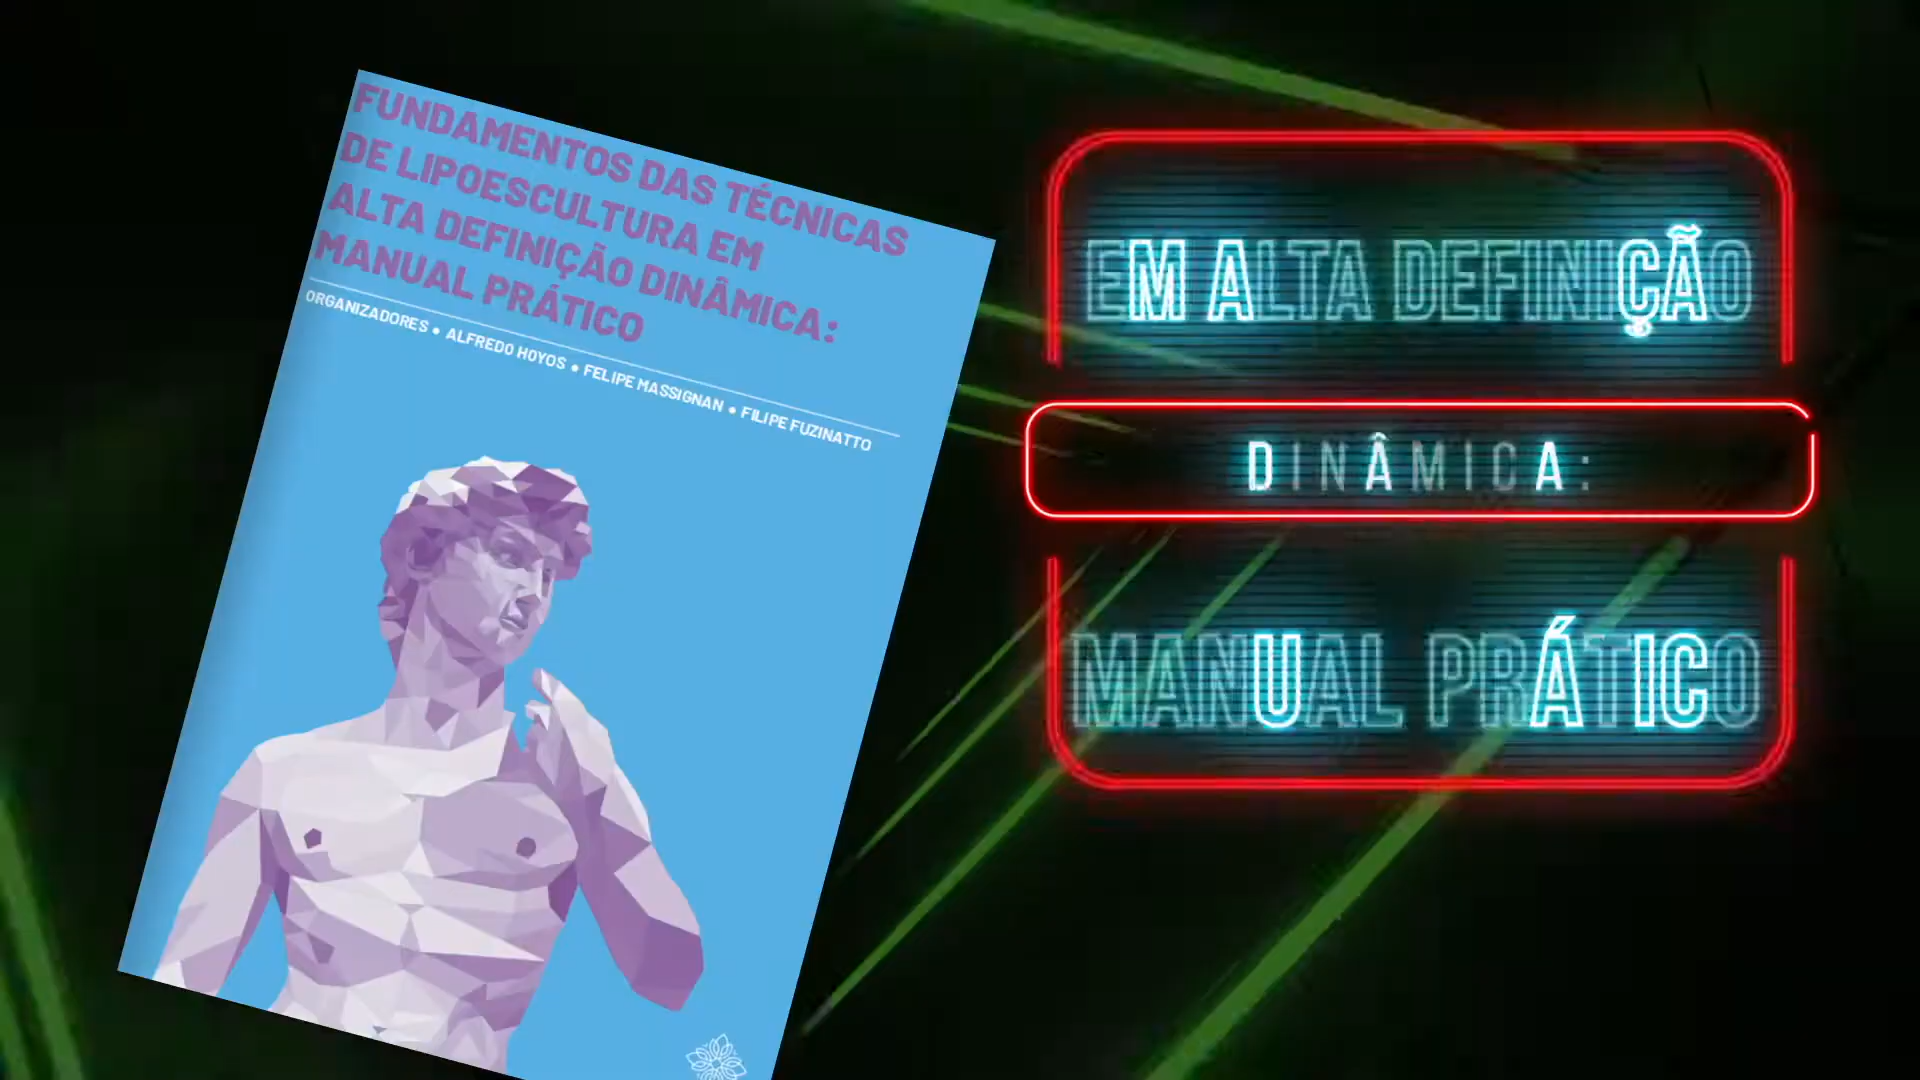 FUNDAMENTOS DAS TÉCNICAS
DE LIPOESCULTURA EM
ALTA DEFINIÇÃO DINÂMICA:
MANUAL PRÁTICO
ORGANIZADORES • ALFREDO HOYOS • FELIPE MASSIGNAN • FILIPE FUZINATTO
EM ALTA DEFINIÇÃO
DINÂMICA:
MANUAL PRÁTICO